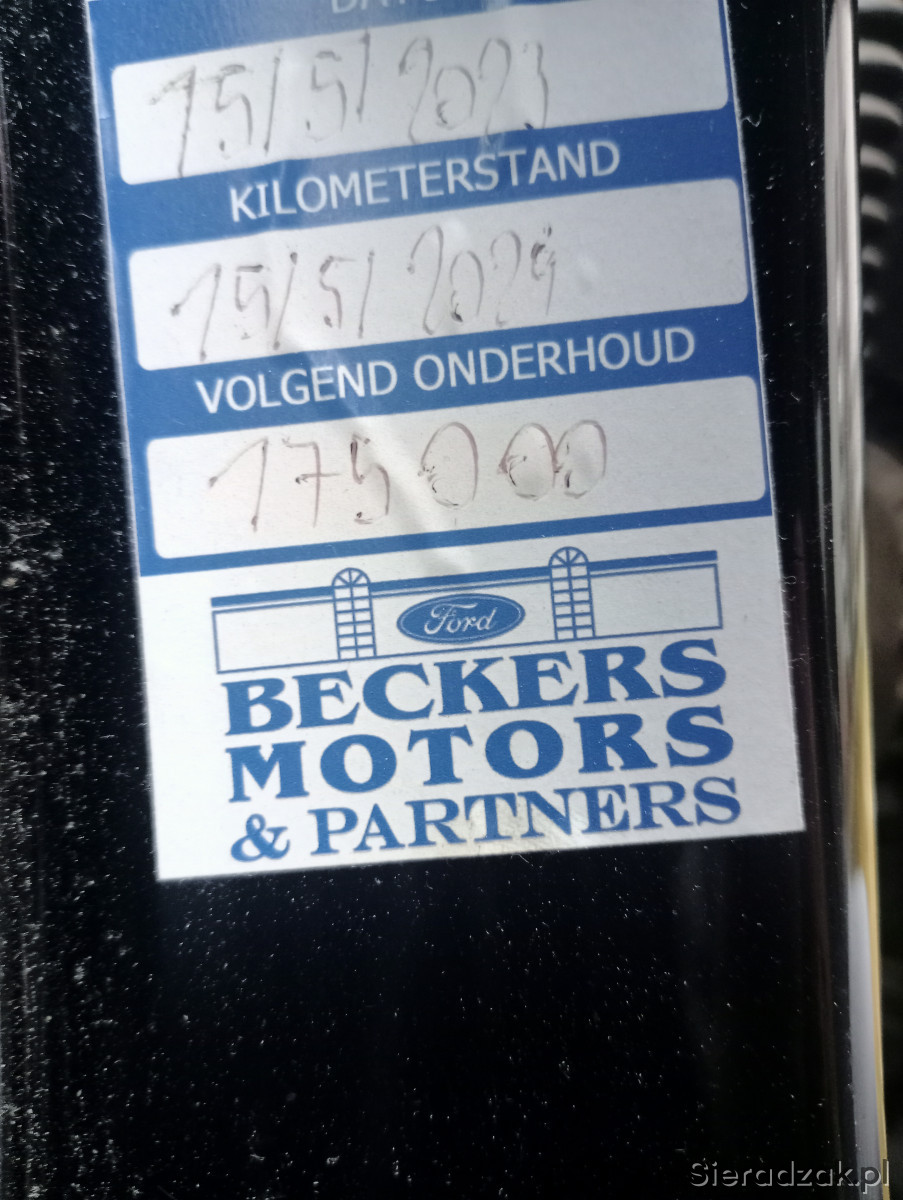 15/5/2023
KILOMETERSTAND
15/5/2024
VOLGEND ONDERHOUD
175000
Ford
BECKERS
MOTORS
& PARTNERS
Sieradzak.pl